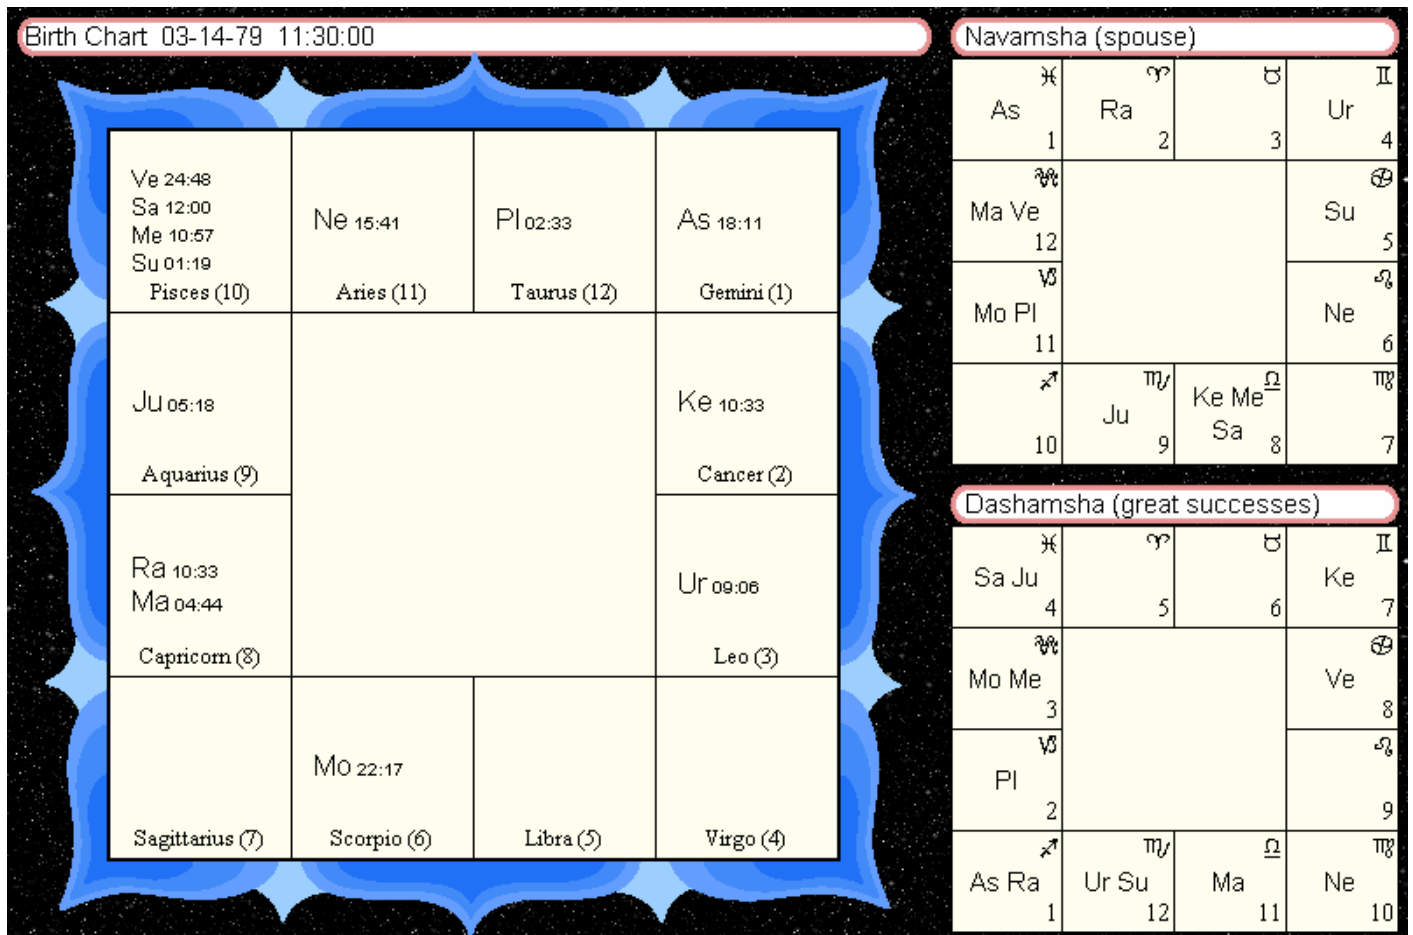 Birth Chart 03-14-79 11:30:00
Ve 24:48
Sa 12:00
Me 10:57
Su 01:19
Pisces (10)
Ne 15:41
Aries (11)
Pl 02:33
Taurus (12)
As 18:11
Gemini (1)
Ju 05:18
Aquarius (9)
Ke 10:33
Cancer (2)
Ra 10:33
Ma 04:44
Capricorn (8)
Ur 09:06
Leo (3)
Sagittarius (7)
Mo 22:17
Scorpio (6)
Libra (5)
Virgo (4)
Navamsha (spouse)
♓
As
1
♈
Ra
2
♉
3
♊
Ur
4
♒
Ma Ve
12
♋
Su
5
♑
Mo Pl
11
♌
Ne
6
♐
10
♏
Ju
9
♎
Ke Me
Sa
8
♍
7
Dashamsha (great successes)
♓
Sa Ju
4
♈
5
♉
6
♊
Ke
7
♒
Mo Me
3
♋
Ve
8
♑
Pl
2
♌
9
♐
As Ra
1
♏
Ur Su
12
♎
Ma
11
♍
Ne
10